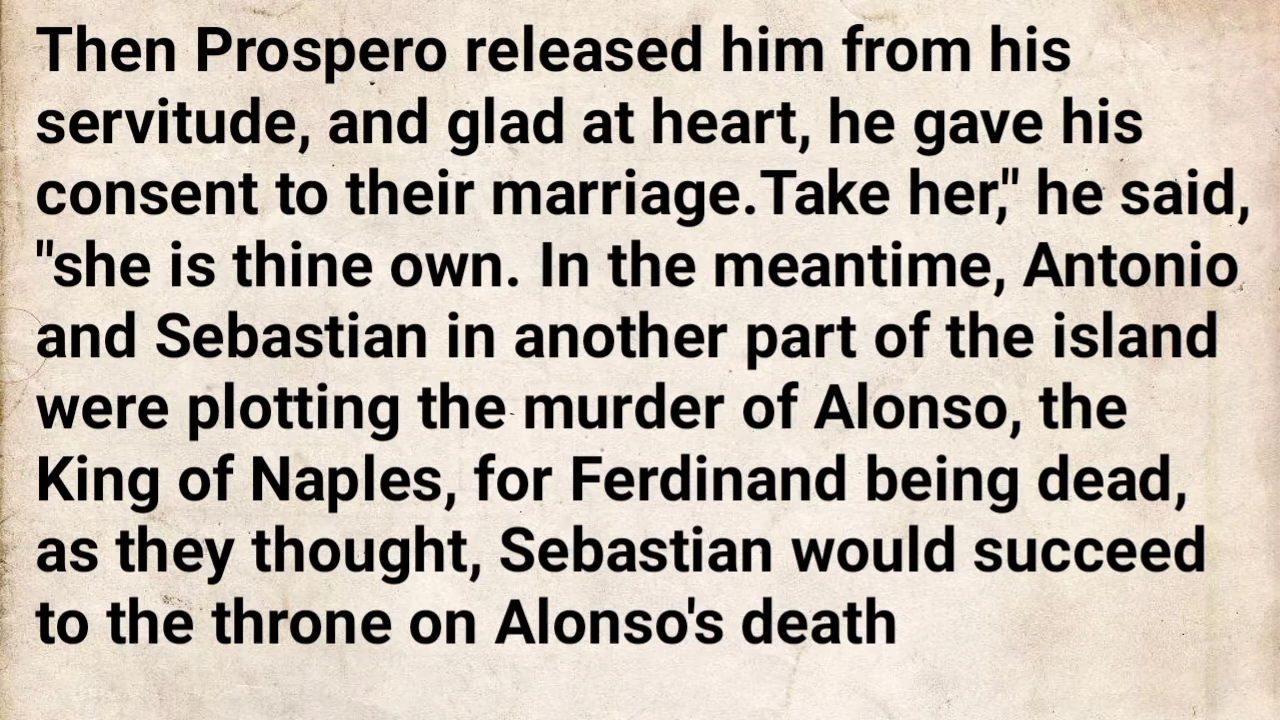 Then Prospero released him from his
servitude, and glad at heart, he gave his
consent to their marriage.Take her," he said,
"she is thine own. In the meantime, Antonio
and Sebastian in another part of the island
were plotting the murder of Alonso, the
King of Naples, for Ferdinand being dead,
as they thought, Sebastian would succeed
to the throne on Alonso's death